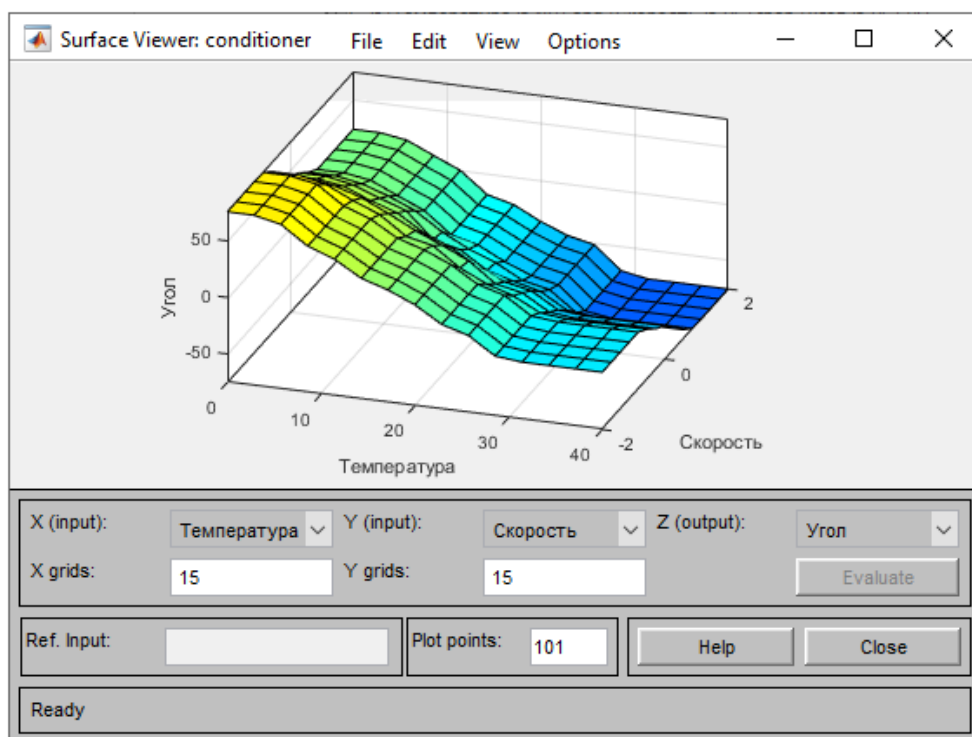 Surface Viewer: conditioner File Edit View Options
50
0
-50
Угол
0
10
20
30
40
Температура
-2
0
2
Скорость
X (input): Температура Y (input): Скорость Z (output): Угол
X grids: 15 Y grids: 15 Evaluate
Ref. Input: Plot points: 101 Help Close
Ready